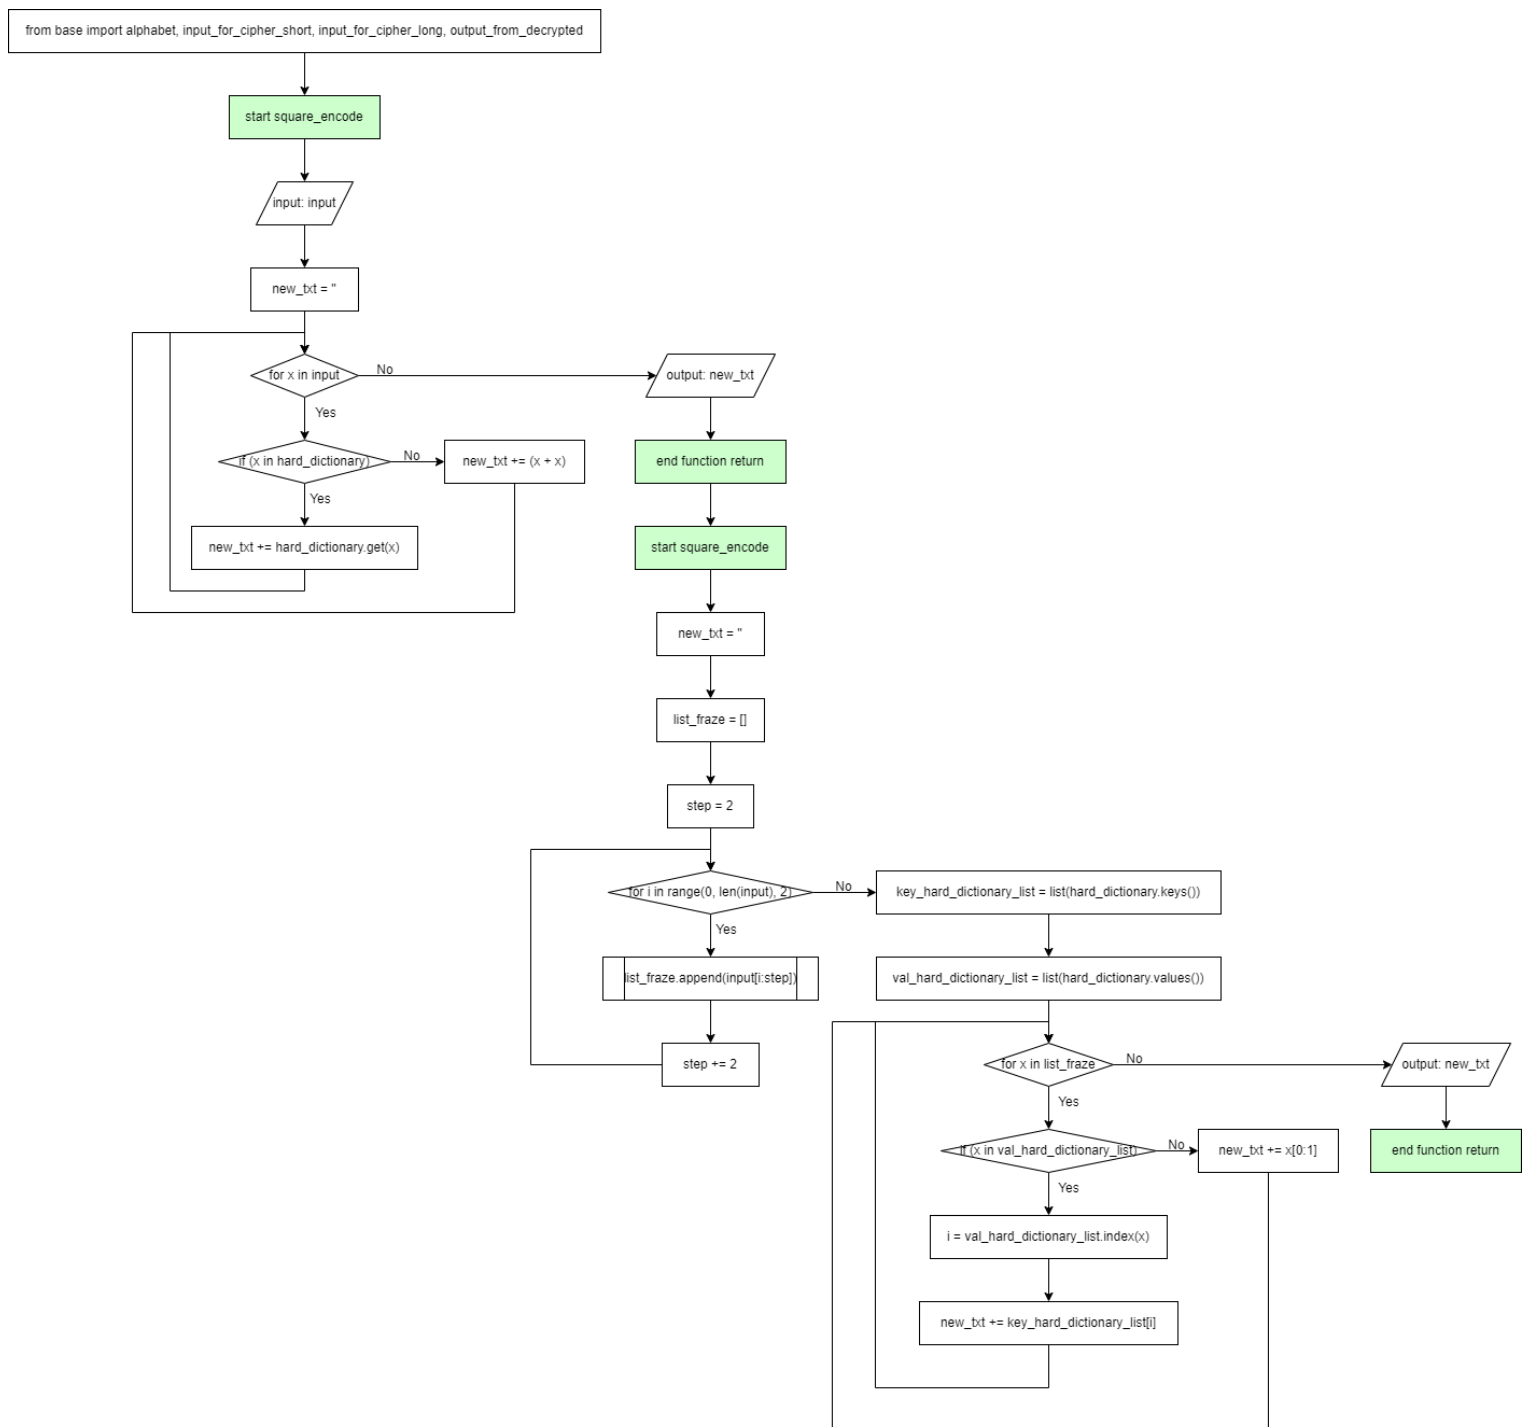 from base import alphabet, input_for_cipher_short, input_for_cipher_long, output_from_decrypted
start square_encode
input: input
new_txt = "
for x in input
No
Yes
if (x in hard_dictionary)
No
new_txt += (x + x)
Yes
new_txt += hard_dictionary.get(x)
output: new_txt
end function return
start square_encode
new_txt = "
list_fraze = []
step = 2
for i in range(0, len(input), 2)
No
Yes
list_fraze.append(input[i:step])
step += 2
key_hard_dictionary_list = list(hard_dictionary.keys())
val_hard_dictionary_list = list(hard_dictionary.values())
for x in list_fraze
No
Yes
if (x in val_hard_dictionary_list)
No
new_txt += x[0:1]
Yes
i = val_hard_dictionary_list.index(x)
new_txt += key_hard_dictionary_list[i]
output: new_txt
end function return